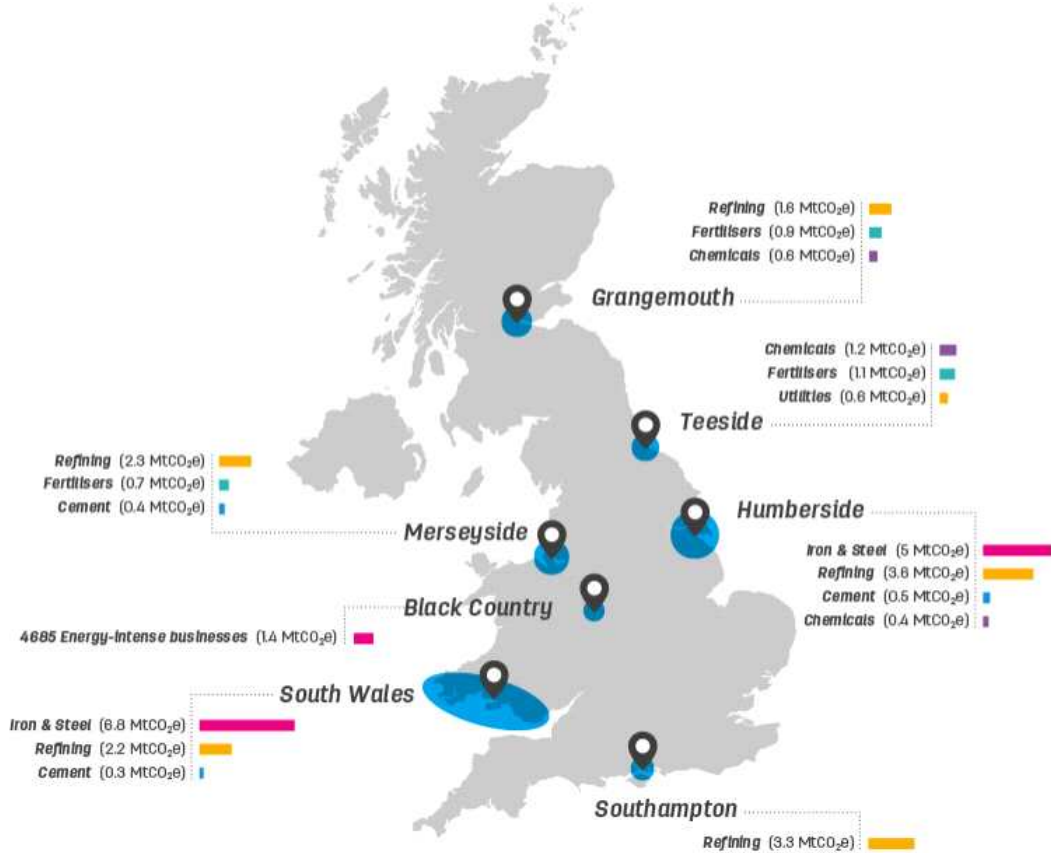 Refining (1.6 MtCO₂e)
Fertilisers (0.9 MtCO₂e)
Chemicals (0.6 MtCO₂e)
Grangemouth
Chemicals (1.2 MtCO₂e)
Fertilisers (1.1 MtCO₂e)
Utilities (0.6 MtCO₂e)
Teeside
Refining (2.3 MtCO₂e)
Fertilisers (0.7 MtCO₂e)
Cement (0.4 MtCO₂e)
Merseyside
Humberside
Iron & Steel (5 MtCO₂e)
Refining (3.6 MtCO₂e)
Cement (0.5 MtCO₂e)
Chemicals (0.4 MtCO₂e)
Black Country
4685 Energy-intense businesses (1.4 MtCO₂e)
South Wales
Iron & Steel (6.8 MtCO₂e)
Refining (2.2 MtCO₂e)
Cement (0.3 MtCO₂e)
Southampton
Refining (3.3 MtCO₂e)